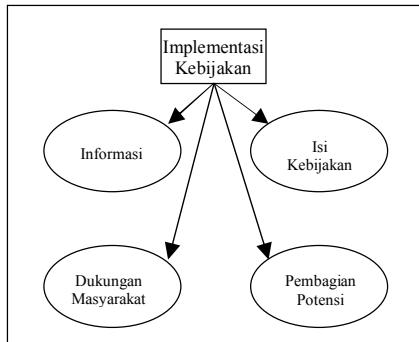 Implementasi
Kebijakan
Informasi
Isi
Kebijakan
Dukungan
Masyarakat
Pembagian
Potensi